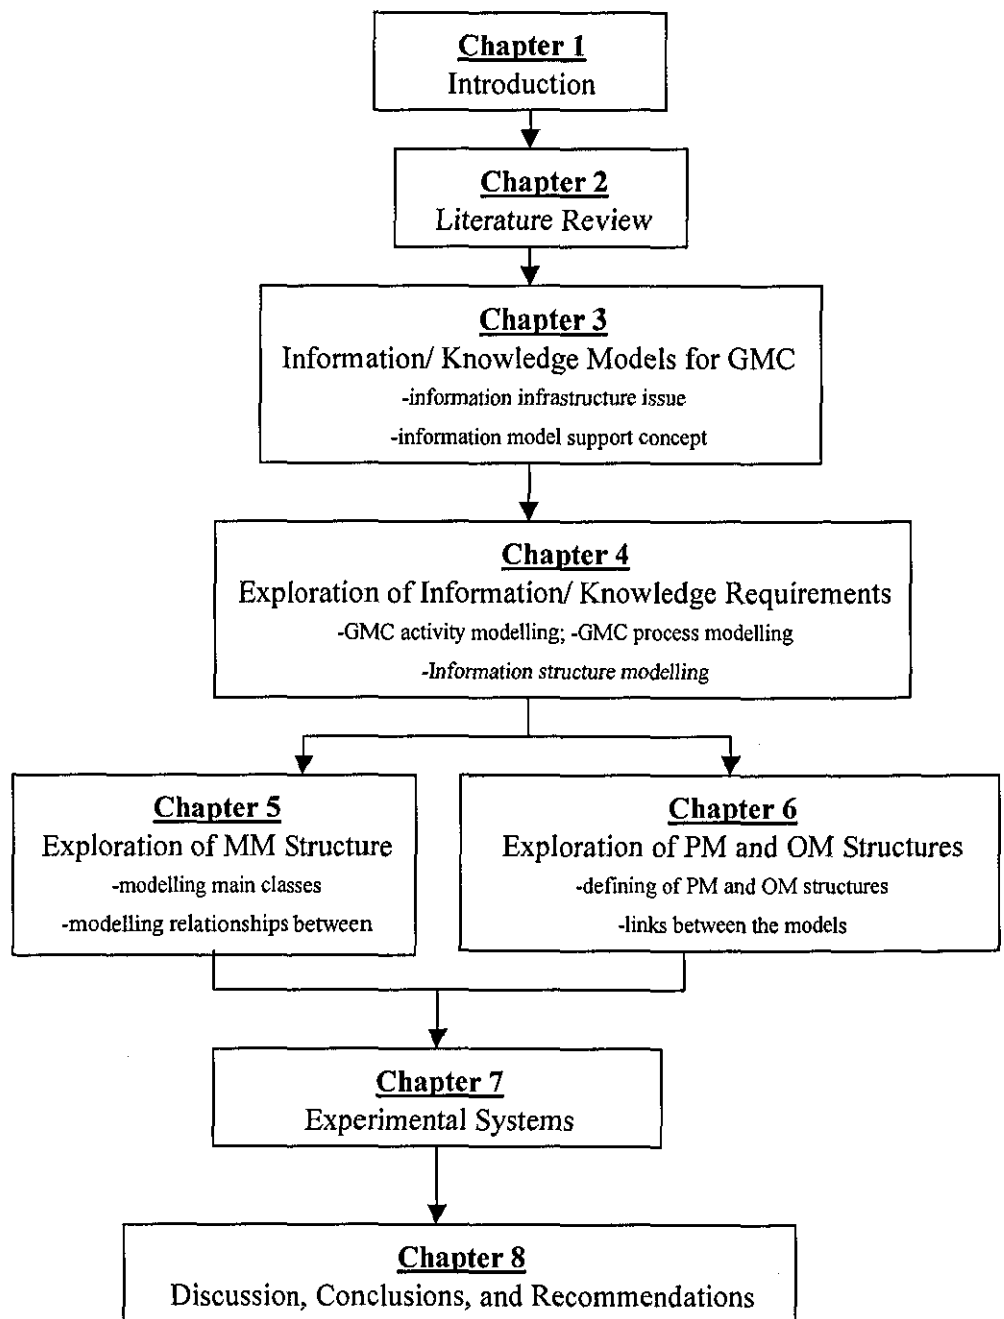 Chapter 1
Introduction
Chapter 2
Literature Review
Chapter 3
Information/ Knowledge Models for GMC
-information infrastructure issue
-information model support concept
Chapter 4
Exploration of Information/ Knowledge Requirements
-GMC activity modelling; -GMC process modelling
-Information structure modelling
Chapter 5
Exploration of MM Structure
-modelling main classes
-modelling relationships between
Chapter 6
Exploration of PM and OM Structures
-defining of PM and OM structures
-links between the models
Chapter 7
Experimental Systems
Chapter 8
Discussion, Conclusions, and Recommendations